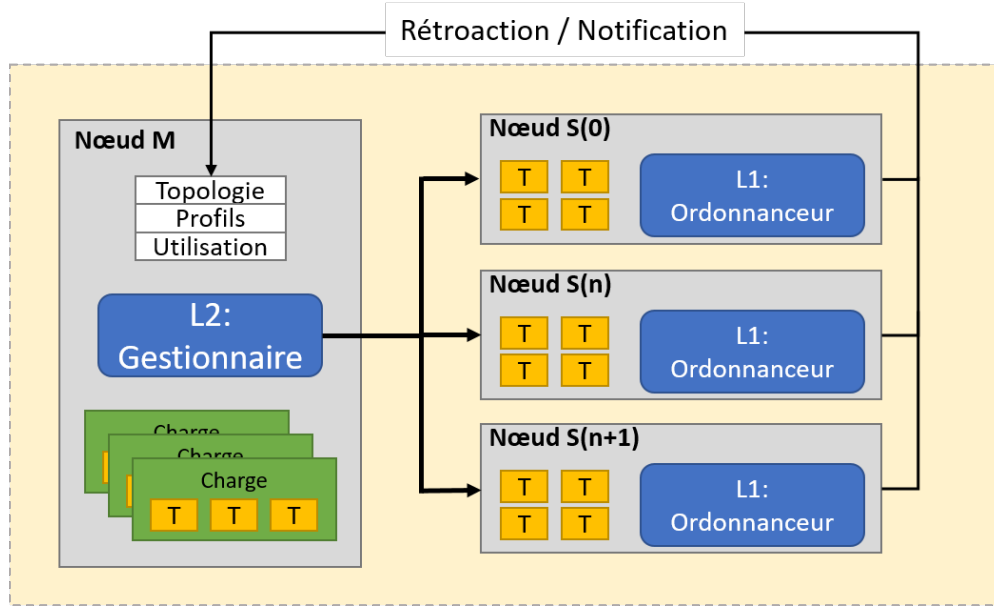 Rétroaction / Notification
Nœud M
Topologie
Profils
Utilisation
L2:
Gestionnaire
Charge
Charge
Charge
T T T
Nœud S(0)
T T
T T
L1:
Ordonnanceur
Nœud S(n)
T T
T T
L1:
Ordonnanceur
Nœud S(n+1)
T T
T T
L1:
Ordonnanceur